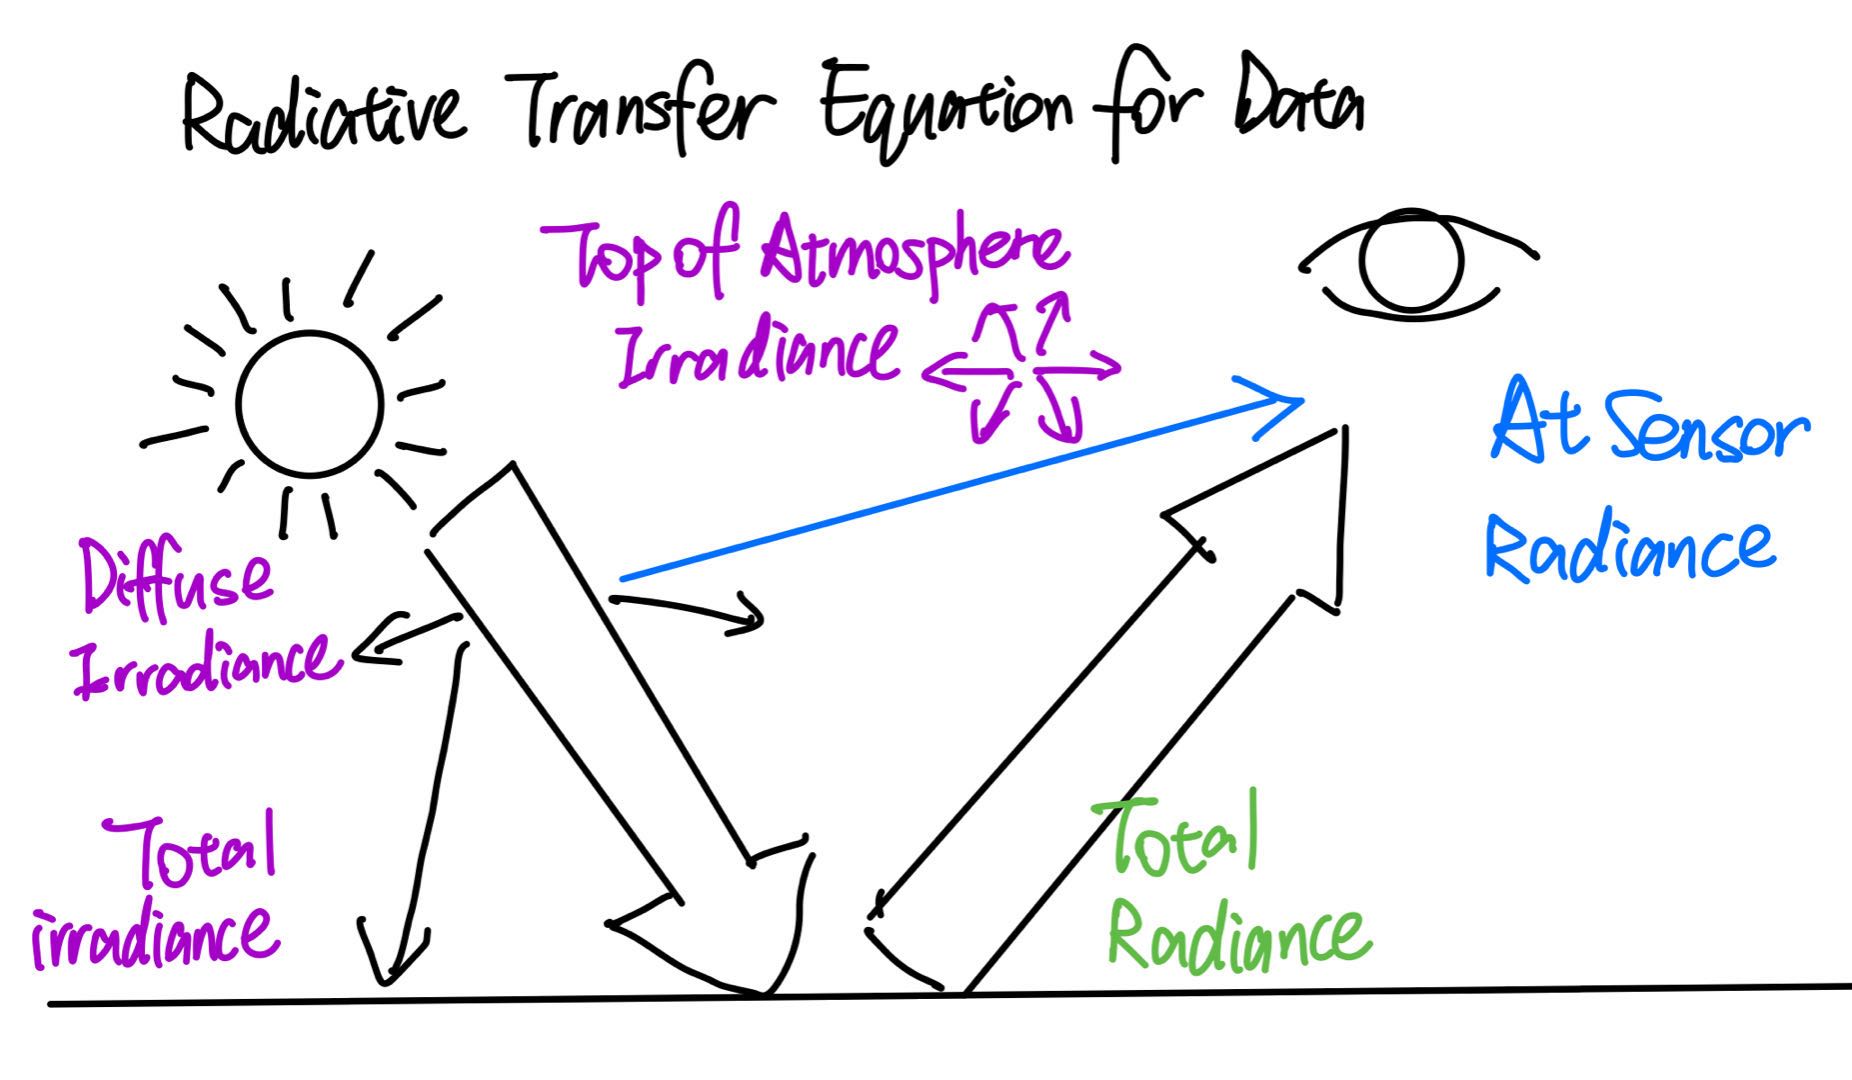 Radiative Transfer Equation for Data
Top of Atmosphere
Irradiance
At Sensor
Radiance
Diffuse
Irradiance
Total
irradiance
Total
Radiance